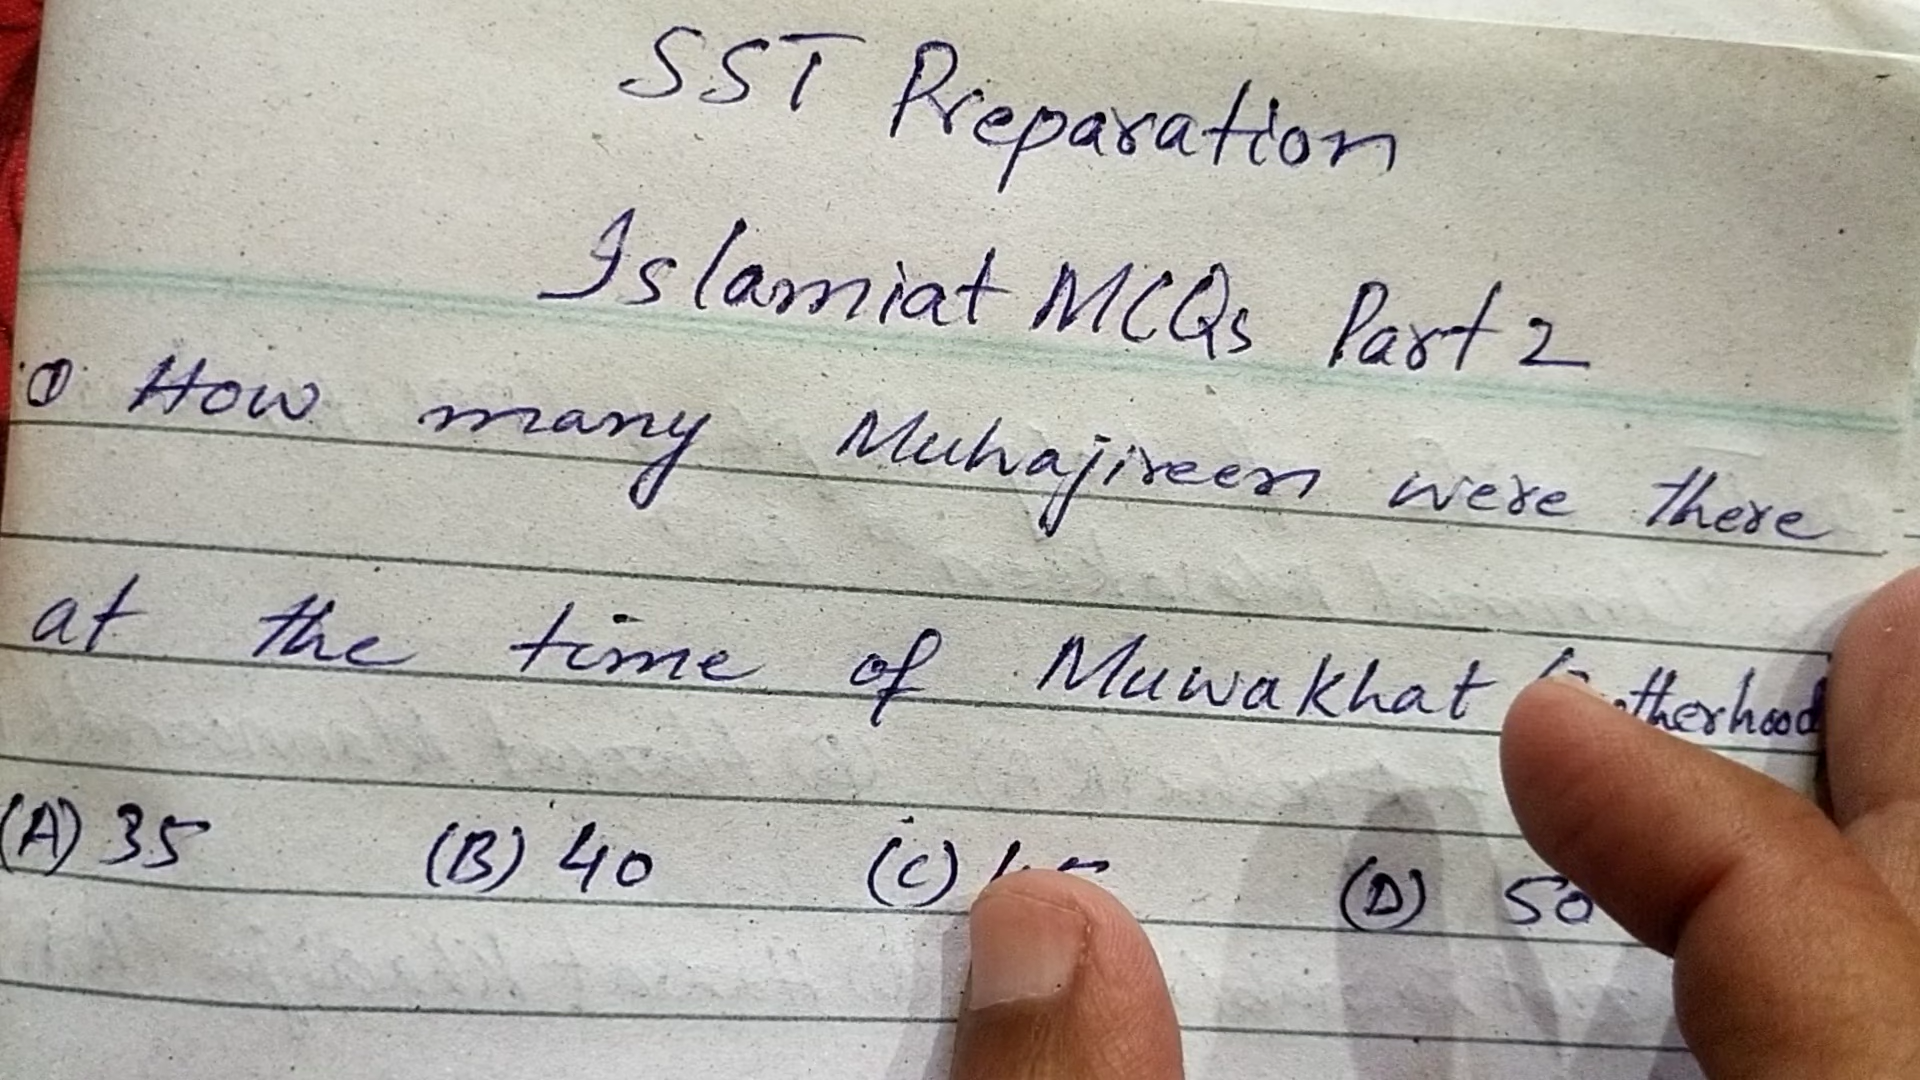 SST Preparation
Islamiat MCQs Part 2
① How many Muhajireen were there
at the time of Muwakhat
(A) 35 (B) 40 (C) (D) 50